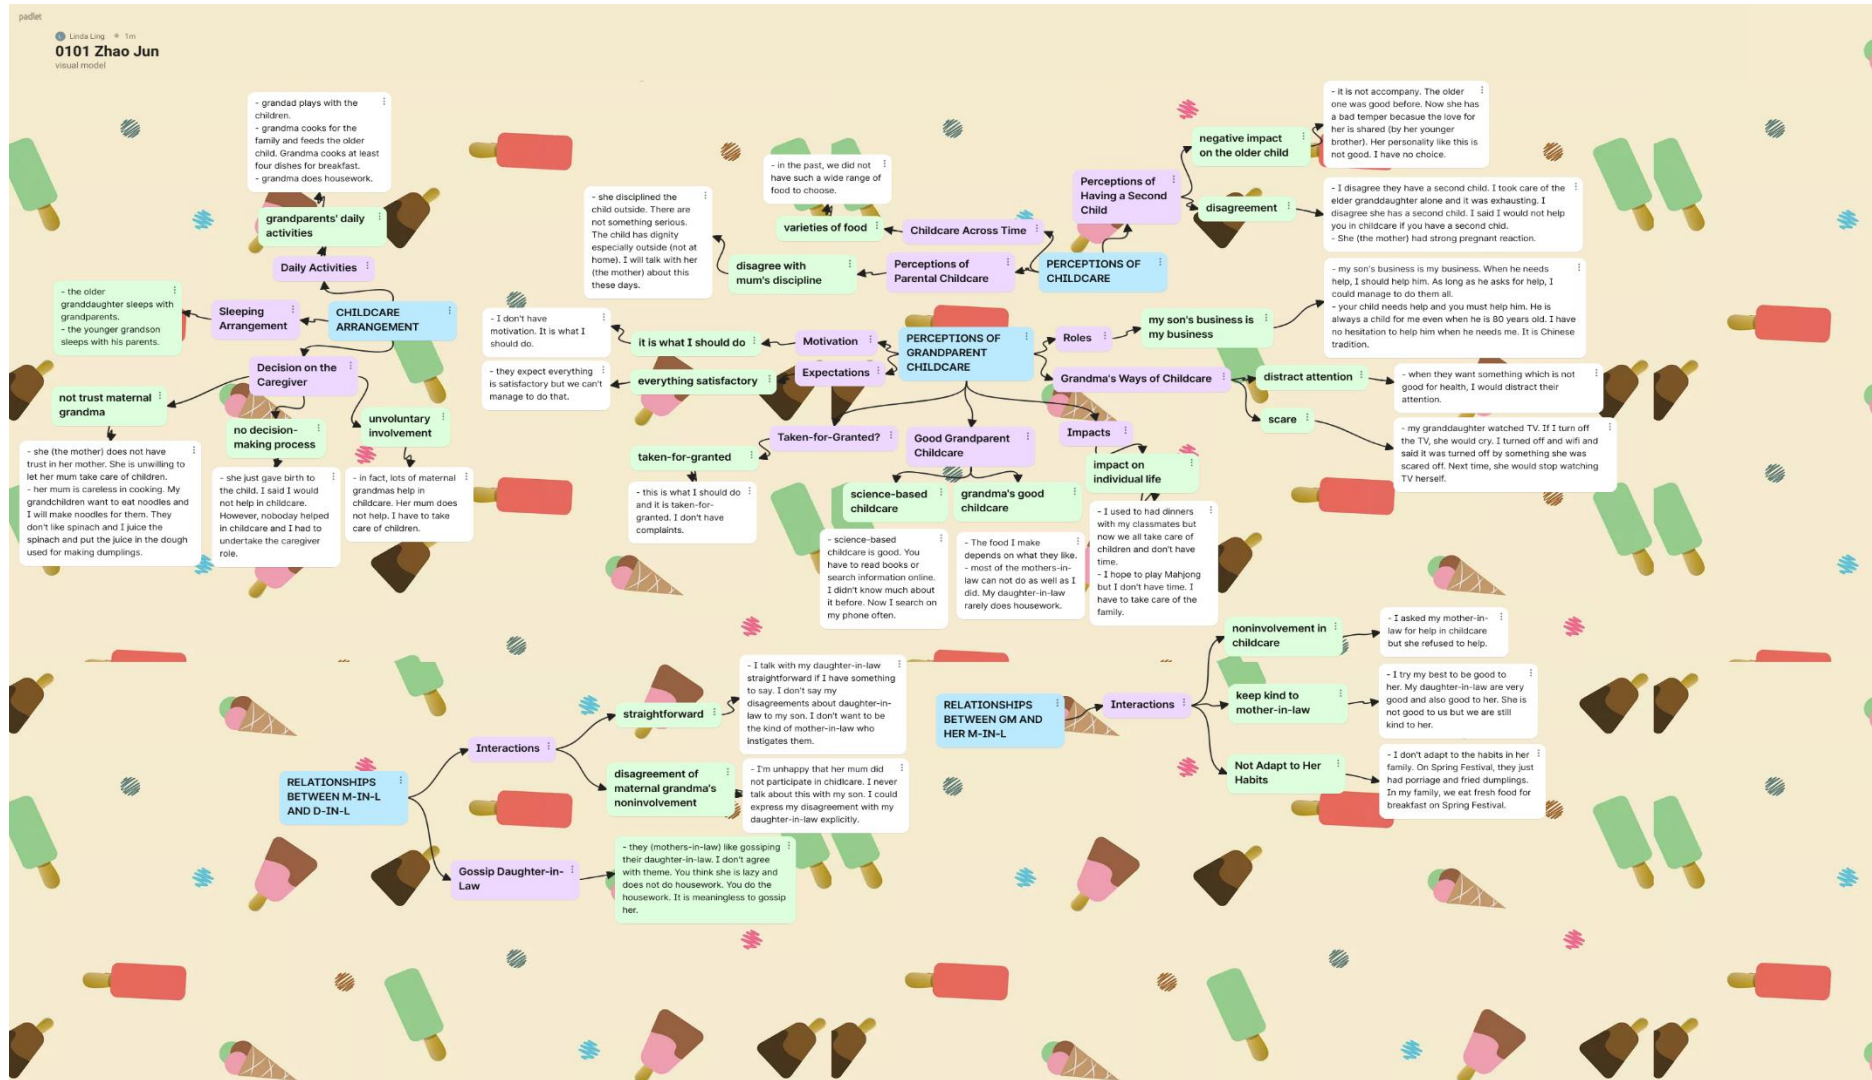 padlet
Linda Ling 1m
0101 Zhao Jun
visual model
- grandad plays with the
children.
- grandma cooks for the
family and feeds the older
child. Grandma cooks at least
four dishes for breakfast.
- grandma does housework.
grandparents' daily
activities
Daily Activities
- the older
granddaughter sleeps with
grandparents.
- the younger grandson
sleeps with his parents.
Sleeping
Arrangement
CHILDCARE
ARRANGEMENT
Decision on the
Caregiver
not trust maternal
grandma
no decision-
making process
unvoluntary
involvement
- she (the mother) does not have
trust in her mother. She is unwilling to
let her mum take care of children.
- her mum is careless in cooking. My
grandchildren want to eat noodles and
I will make noodles for them. They
don't like spinach and I juice the
spinach and put the juice in the dough
used for making dumplings.
- she just gave birth to
the child. I said I would
not help in childcare.
However, noboday helped
in childcare and I had to
undertake the caregiver
role.
- in fact, lots of maternal
grandmas help in
childcare. Her mum does
not help. I have to take
care of children.
- in the past, we did not
have such a wide range of
food to choose.
- she disciplined the
child outside. There are
not something serious.
The child has dignity
especially outside (not at
home). I will talk with her
(the mother) about this
these days.
varieties of food
Childcare Across Time
disagree with
mum's discipline
Perceptions of
Parental Childcare
PERCEPTIONS OF
CHILDCARE
Perceptions of
Having a Second
Child
negative impact
on the older child
- it is not accompany. The older
one was good before. Now she has
a bad temper becasue the love for
her is shared (by her younger
brother). Her personality like this is
not good. I have no choice.
disagreement
- I disagree they have a second child. I took care of the
elder granddaughter alone and it was exhausting. I
disagree she has a second child. I said I would not help
you in childcare if you have a second child.
- She (the mother) had strong pregnant reaction.
- I don't have
motivation. It is what I
should do.
it is what I should do
Motivation
- they expect everything
is satisfactory but we can't
manage to do that.
everything satisfactory
Expectations
PERCEPTIONS OF
GRANDPARENT
CHILDCARE
Roles
my son's business is
my business
- my son's business is my business. When he needs
help, I should help him. As long as he asks for help, I
could manage to do them all.
- your child needs help and you must help him. He is
always a child for me even when he is 80 years old. I have
no hesitation to help him when he needs me. It is Chinese
tradition.
Grandma's Ways of Childcare
distract attention
- when they want something which is not
good for health, I would distract their
attention.
scare
- my granddaughter watched TV. If I turn off
the TV, she would cry. I turned off and wifi and
said it was turned off by something she was
scared off. Next time, she would stop watching
TV herself.
Taken-for-Granted?
taken-for-granted
- this is what I should do
and it is taken-for-
granted. I don't have
complaints.
Good Grandparent
Childcare
science-based
childcare
- science-based
childcare is good. You
have to read books or
search information online.
I didn't know much about
it before. Now I search on
my phone often.
grandma's good
childcare
- The food I make
depends on what they like.
- most of the mothers-in-
law can not do as well as I
did. My daughter-in-law
rarely does housework.
Impacts
impact on
individual life
- I used to had dinners
with my classmates but
now we all take care of
children and don't have
time.
- I hope to play Mahjong
but I don't have time. I
have to take care of the
family.
RELATIONSHIPS
BETWEEN M-IN-L
AND D-IN-L
Interactions
straightforward
- I talk with my daughter-in-law
straightforward if I have something
to say. I don't say my
disagreements about daughter-in-
law to my son. I don't want to be
the kind of mother-in-law who
instigates them.
disagreement of
maternal grandma's
noninvolvement
- I'm unhappy that her mum did
not participate in chidlcare. I never
talk about this with my son. I could
express my disagreement with my
daughter-in-law explicitly.
Gossip Daughter-in-
Law
- they (mothers-in-law) like gossiping
their daughter-in-law. I don't agree
with theme. You think she is lazy and
does not do housework. You do the
housework. It is meaningless to gossip
her.
RELATIONSHIPS
BETWEEN GM AND
HER M-IN-L
Interactions
noninvolvement in
childcare
- I asked my mother-in-
law for help in childcare
but she refused to help.
keep kind to
mother-in-law
- I try my best to be good to
her. My daughter-in-law are very
good and also good to her. She is
not good to us but we are still
kind to her.
Not Adapt to Her
Habits
- I don't adapt to the habits in her
family. On Spring Festival, they just
had porriage and fried dumplings.
In my family, we eat fresh food for
breakfast on Spring Festival.